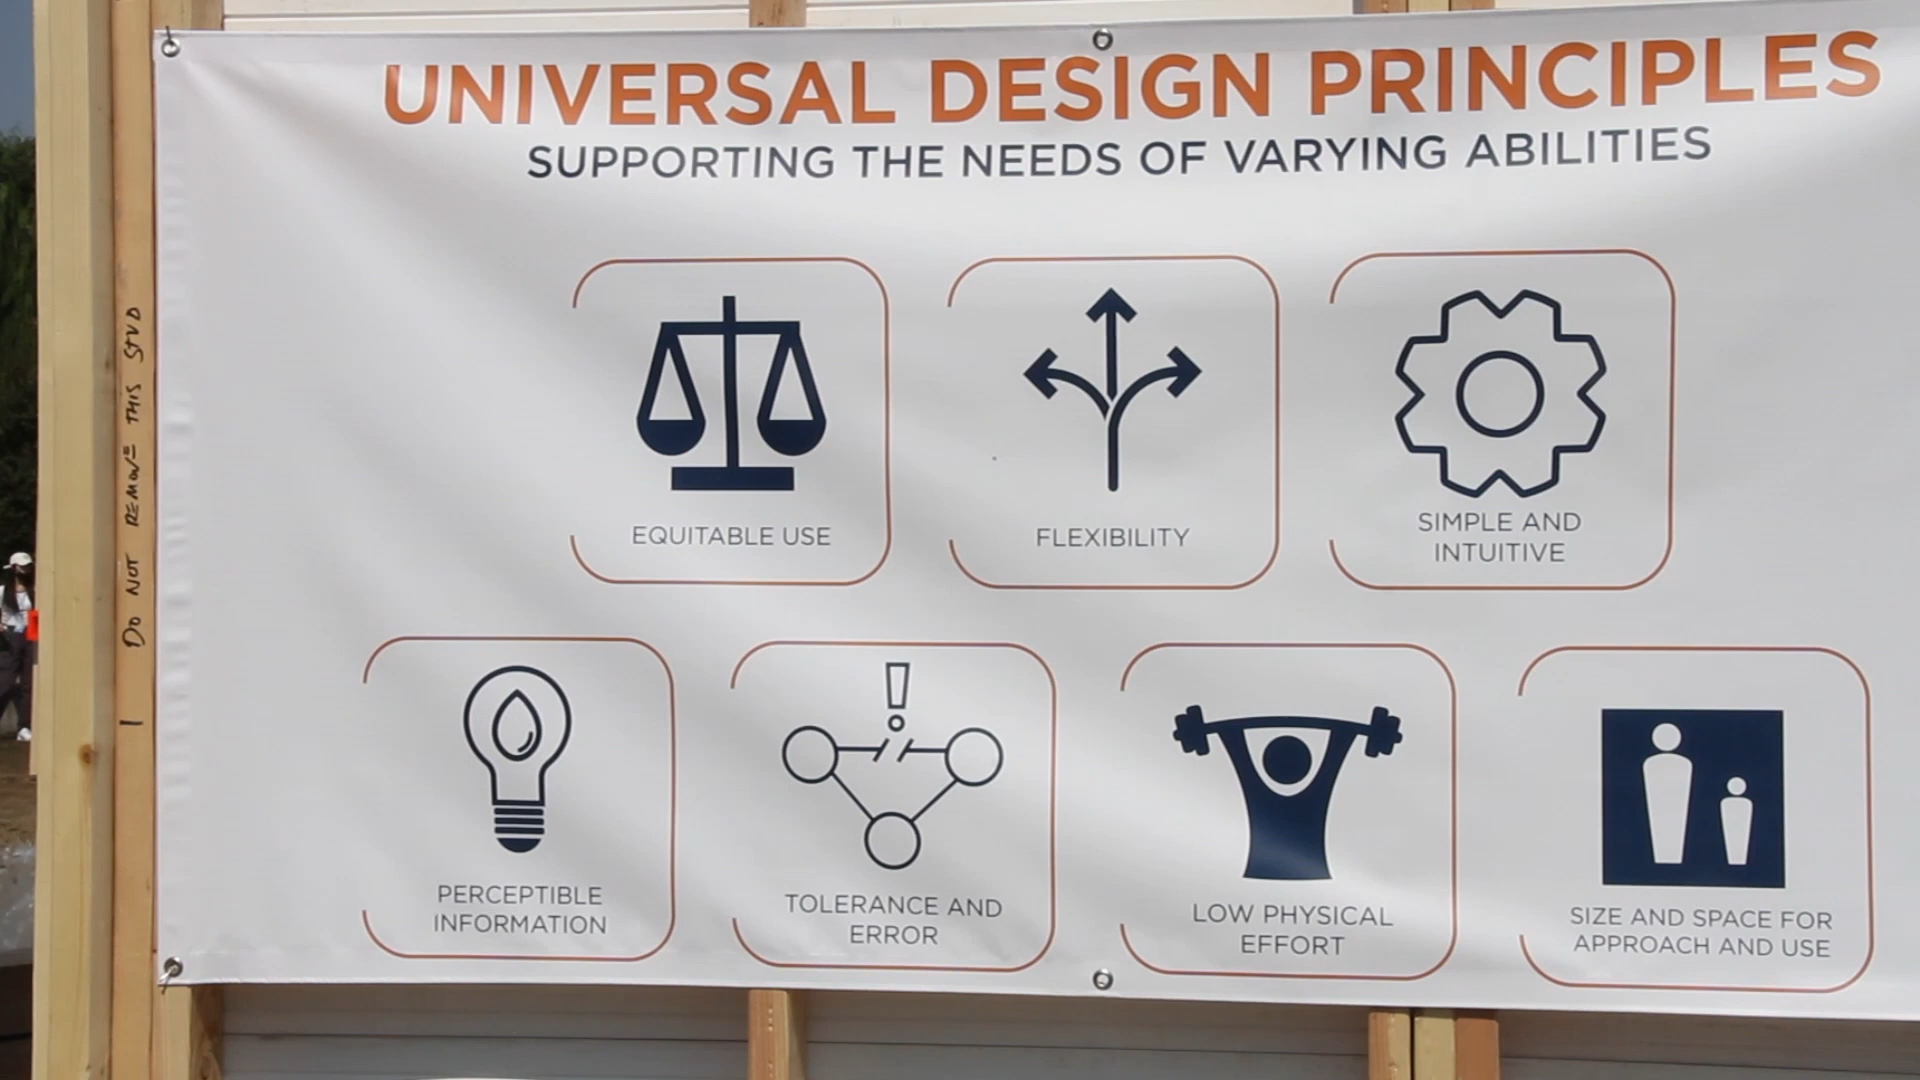 UNIVERSAL DESIGN PRINCIPLES
SUPPORTING THE NEEDS OF VARYING ABILITIES
EQUITABLE USE
FLEXIBILITY
SIMPLE AND
INTUITIVE
PERCEPTIBLE
INFORMATION
TOLERANCE AND
ERROR
LOW PHYSICAL
EFFORT
SIZE AND SPACE FOR
APPROACH AND USE
DO NOT REMOVE THIS STUD